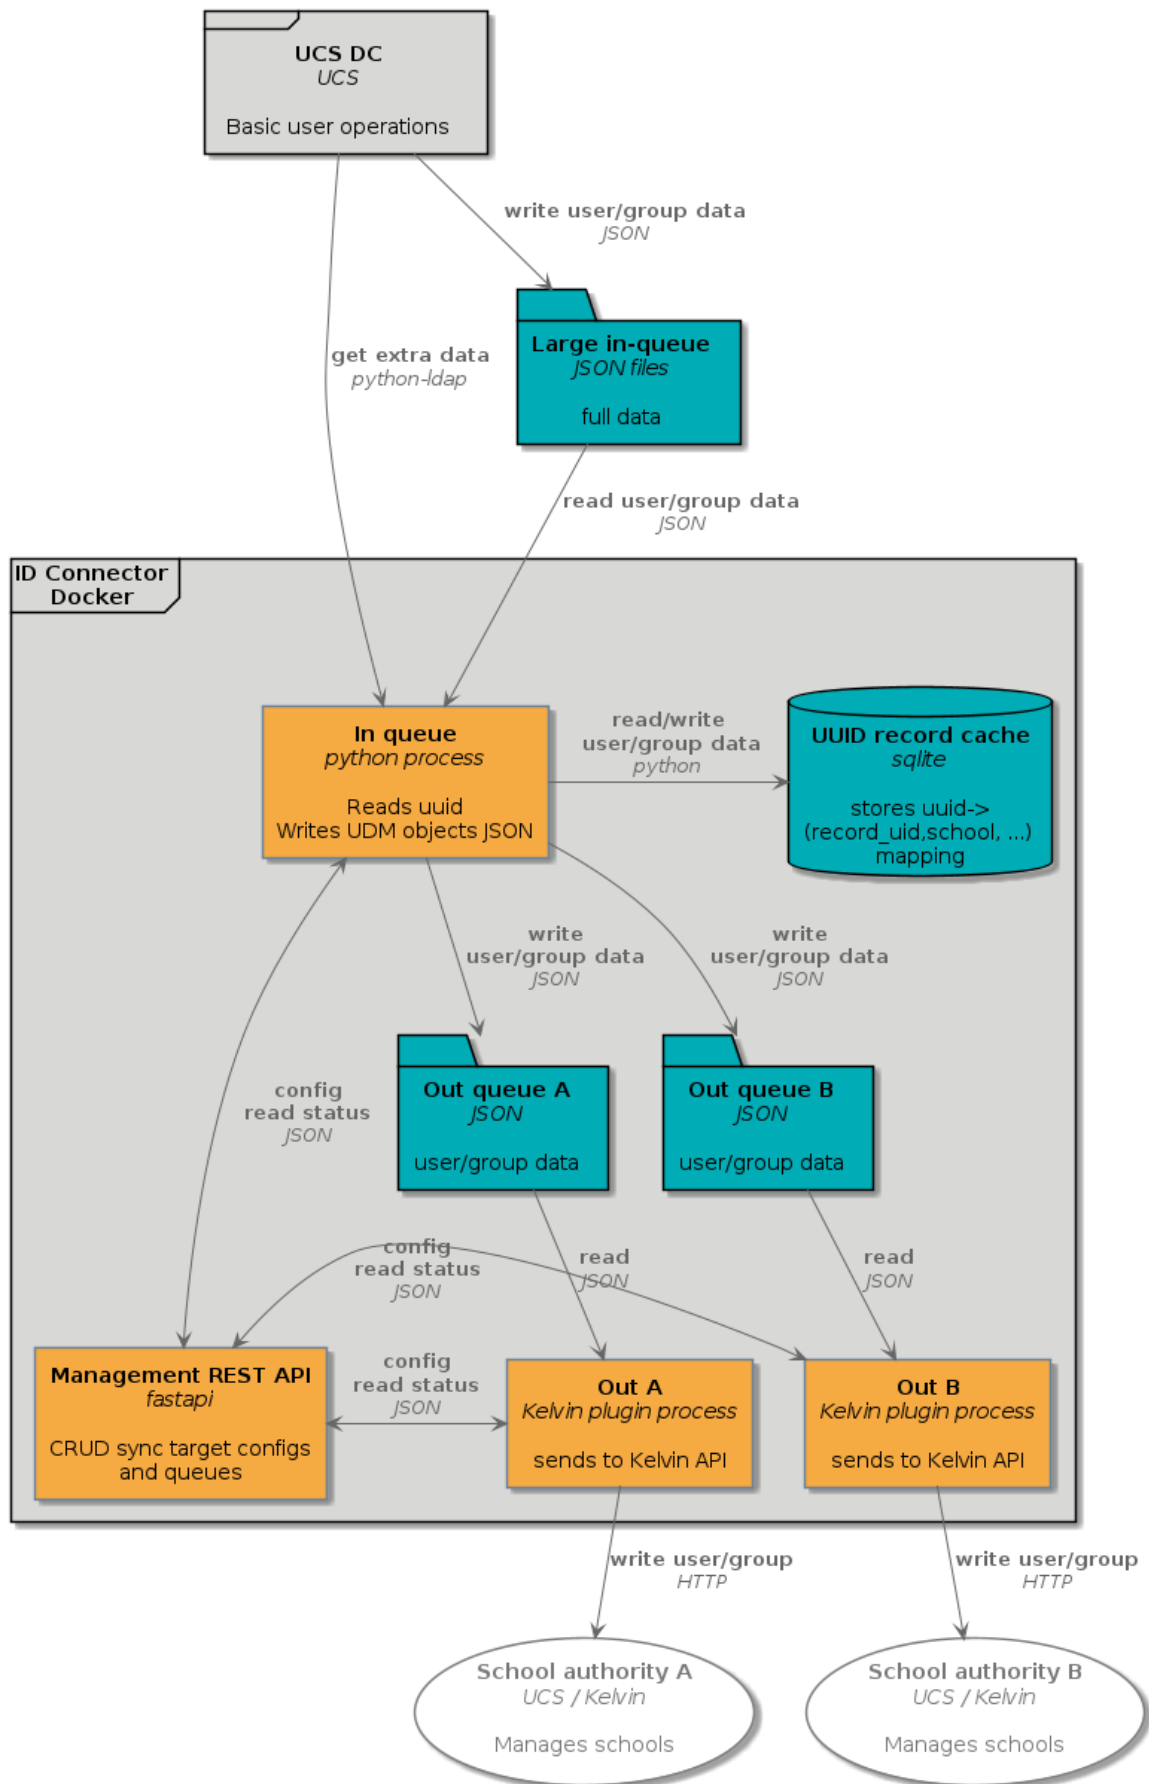 UCS DC
UCS
Basic user operations
write user/group data
JSON
get extra data
python-ldap
Large in-queue
JSON files
full data
read user/group data
JSON
ID Connector
Docker
In queue
python process
Reads uuid
Writes UDM objects JSON
read/write
user/group data
python
UUID record cache
sqlite
stores uuid->
(record_uid,school, ...)
mapping
write
user/group data
JSON
write
user/group data
JSON
config
read status
JSON
Out queue A
JSON
user/group data
Out queue B
JSON
user/group data
config
read status
JSON
read
JSON
read
JSON
Management REST API
fastapi
CRUD sync target configs
and queues
config
read status
JSON
Out A
Kelvin plugin process
sends to Kelvin API
Out B
Kelvin plugin process
sends to Kelvin API
write user/group
HTTP
write user/group
HTTP
School authority A
UCS / Kelvin
Manages schools
School authority B
UCS / Kelvin
Manages schools